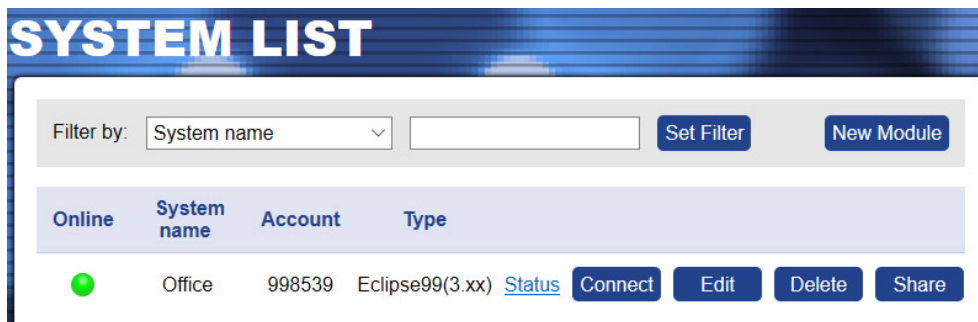 SYSTEM LIST
Filter by: System name Set Filter New Module
Online System name Account Type
Office 998539 Eclipse99(3.xx) Status Connect Edit Delete Share